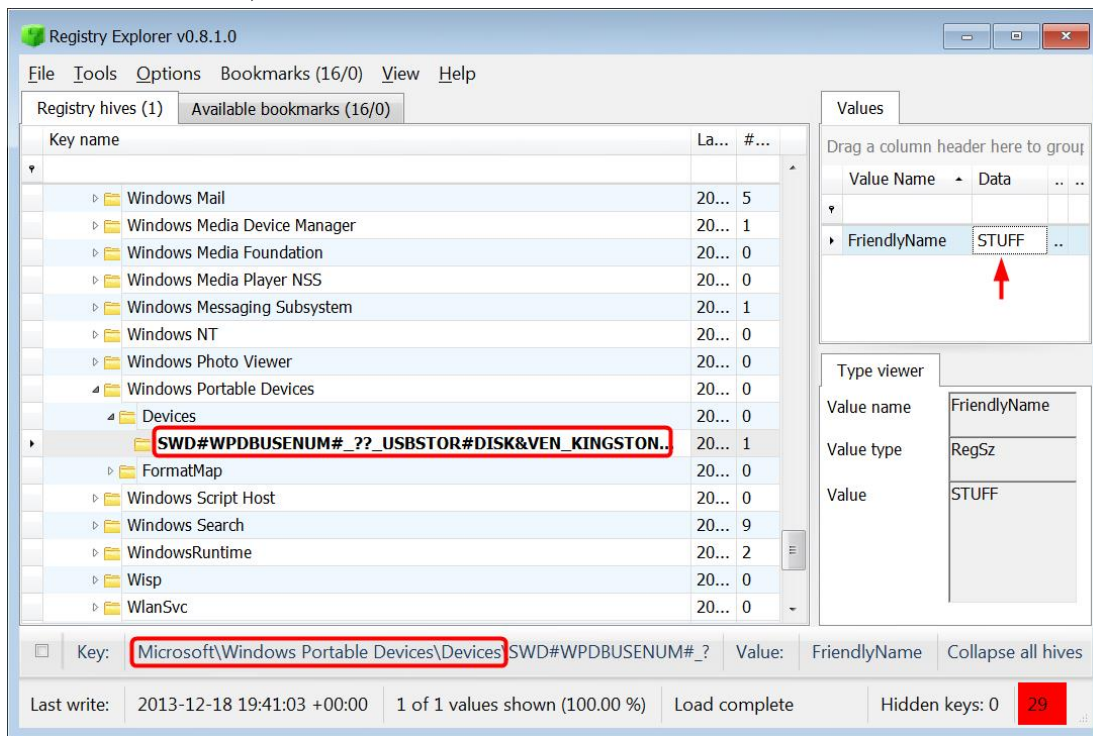 Registry Explorer v0.8.1.0
File Tools Options Bookmarks (16/0) View Help
Registry hives (1) Available bookmarks (16/0)
Key name La... #...
Windows Mail 20... 5
Windows Media Device Manager 20... 1
Windows Media Foundation 20... 0
Windows Media Player NSS 20... 0
Windows Messaging Subsystem 20... 1
Windows NT 20... 0
Windows Photo Viewer 20... 0
Windows Portable Devices 20... 0
Devices 20... 0
SWD#WPDBUSENUM#_??_USBSTOR#DISK&VEN_KINGSTON... 20... 1
FormatMap 20... 0
Windows Script Host 20... 0
Windows Search 20... 9
WindowsRuntime 20... 2
Wisp 20... 0
WlanSvc 20... 0
Values
Drag a column header here to group
Value Name Data .. ..
FriendlyName STUFF ..
Type viewer
Value name FriendlyName
Value type RegSz
Value STUFF
Key: Microsoft\Windows Portable Devices\Devices\SWD#WPDBUSENUM#_? Value: FriendlyName Collapse all hives
Last write: 2013-12-18 19:41:03 +00:00 1 of 1 values shown (100.00 %) Load complete Hidden keys: 0 29